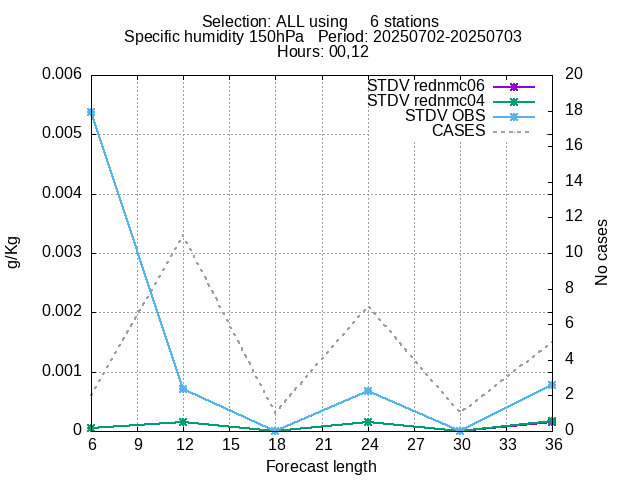 Selection: ALL using     6 stations
Specific humidity 150hPa   Period: 20250702-20250703
Hours: 00,12
STDV rednmc06
STDV rednmc04
STDV OBS
CASES
0.006
0.005
0.004
0.003
0.002
0.001
0
g/Kg
20
18
16
14
12
10
8
6
4
2
0
No cases
6 9 12 15 18 21 24 27 30 33 36
Forecast length